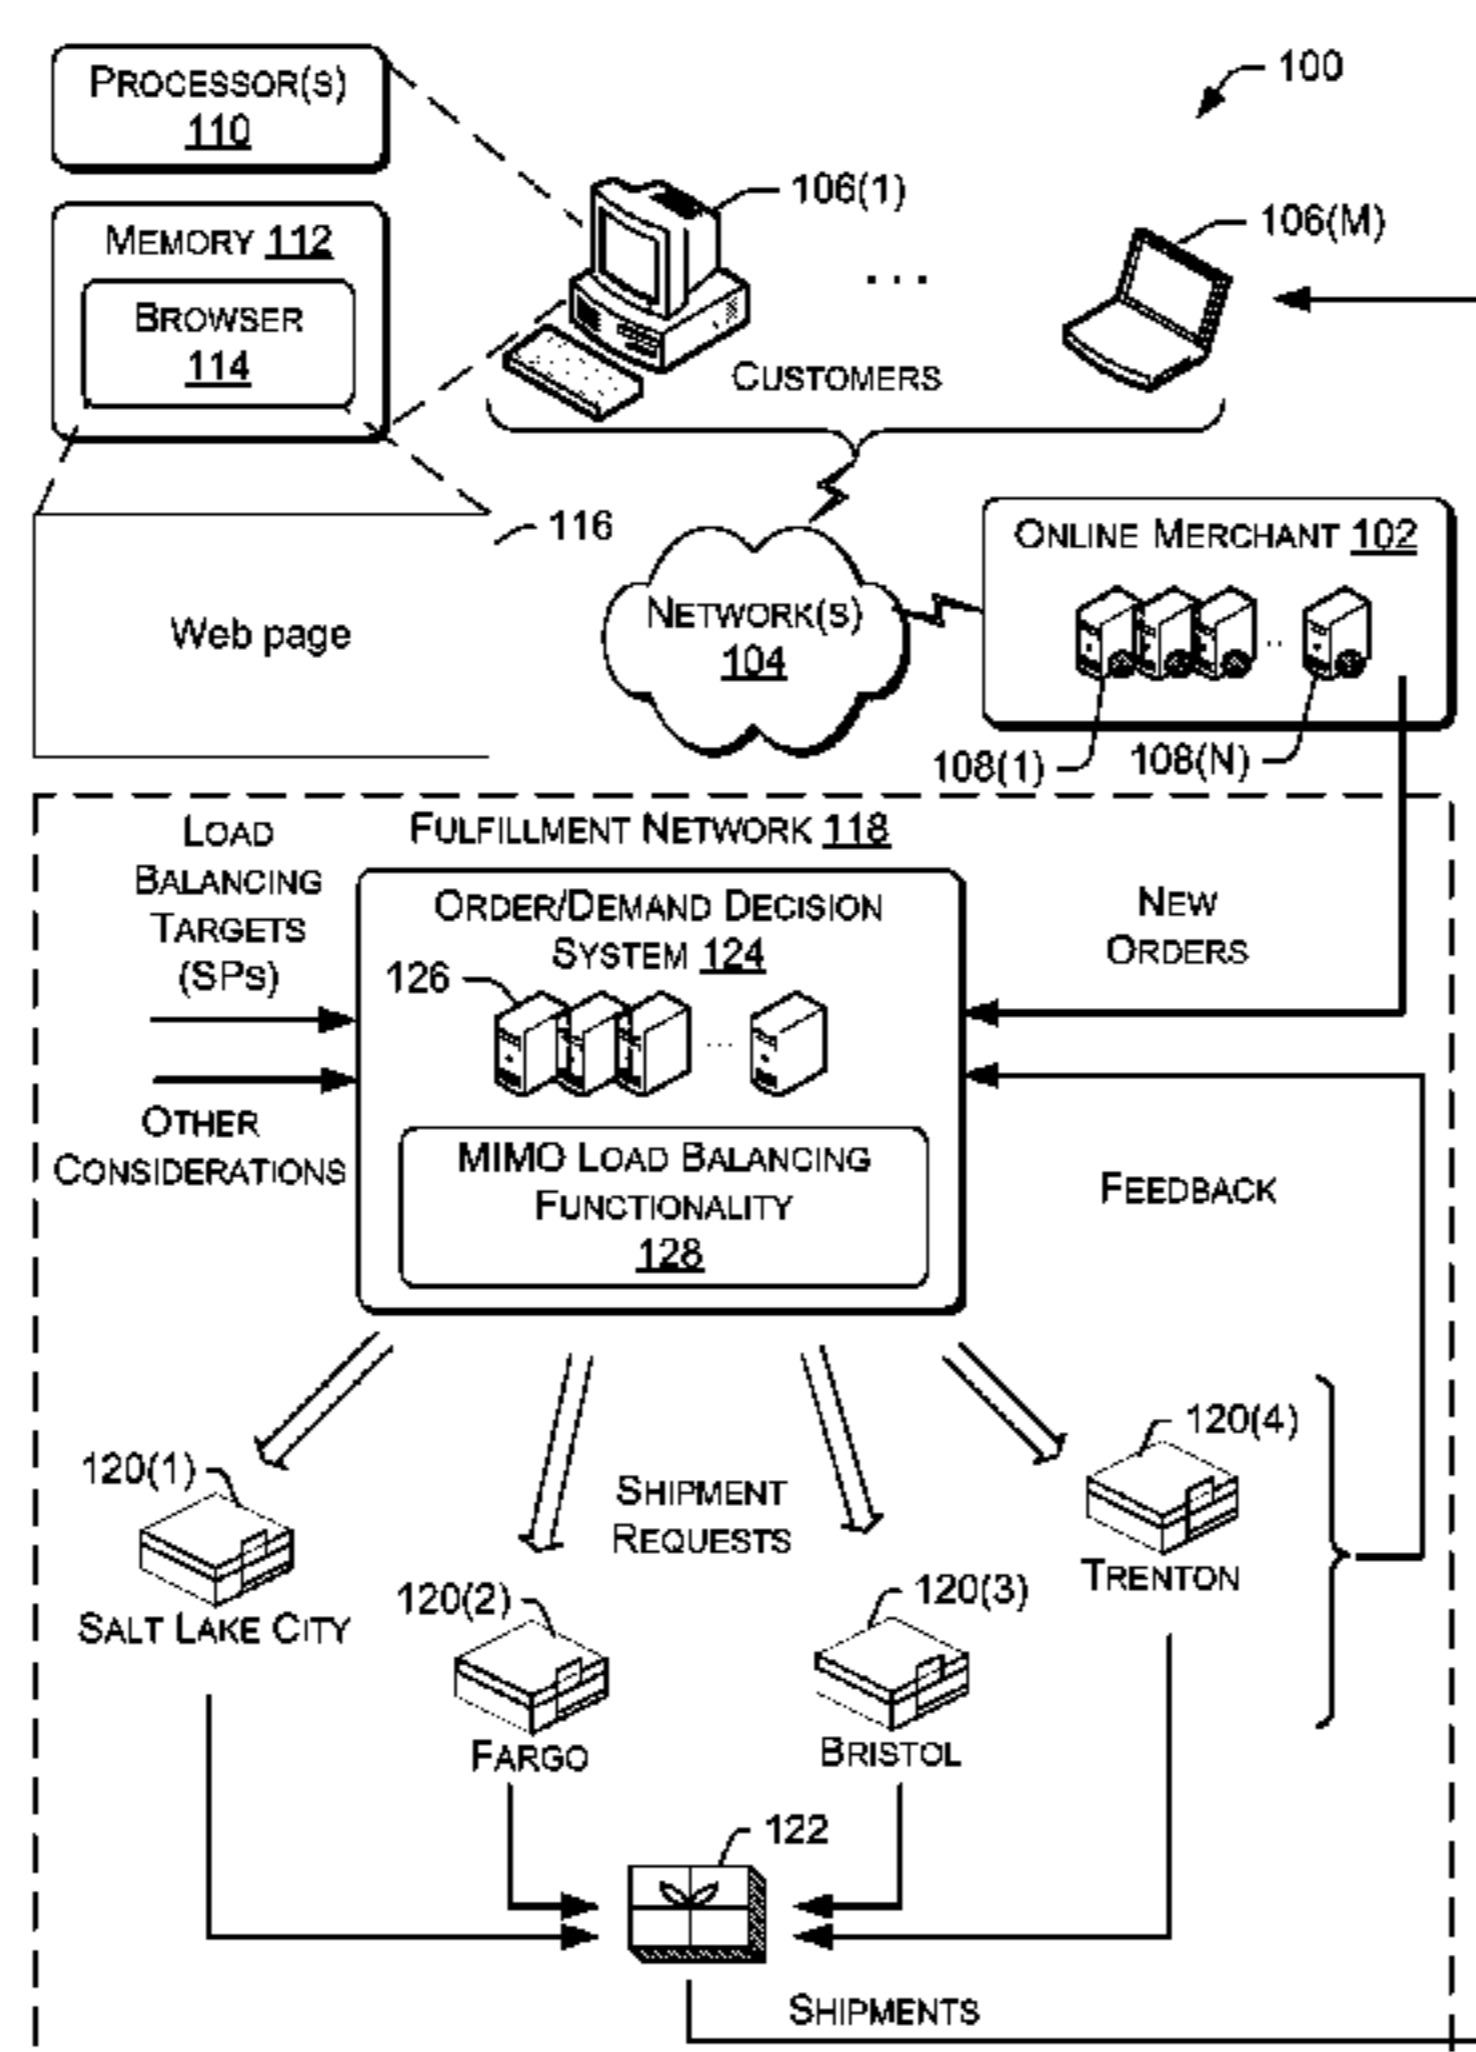 PROCESSOR(S)
110
100
106(1)
106(M)
MEMORY 112
BROWSER
114
...
CUSTOMERS
116
Web page
NETWORK(S)
104
ONLINE MERCHANT 102
...
108(1)
108(N)
FULFILLMENT NETWORK 118
LOAD
BALANCING
TARGETS
(SPs)
ORDER/DEMAND DECISION
SYSTEM 124
126
...
NEW
ORDERS
OTHER
CONSIDERATIONS
MIMO LOAD BALANCING
FUNCTIONALITY
128
FEEDBACK
120(1)
SALT LAKE CITY
SHIPMENT
REQUESTS
120(4)
TRENTON
120(2)
FARGO
120(3)
BRISTOL
122
SHIPMENTS